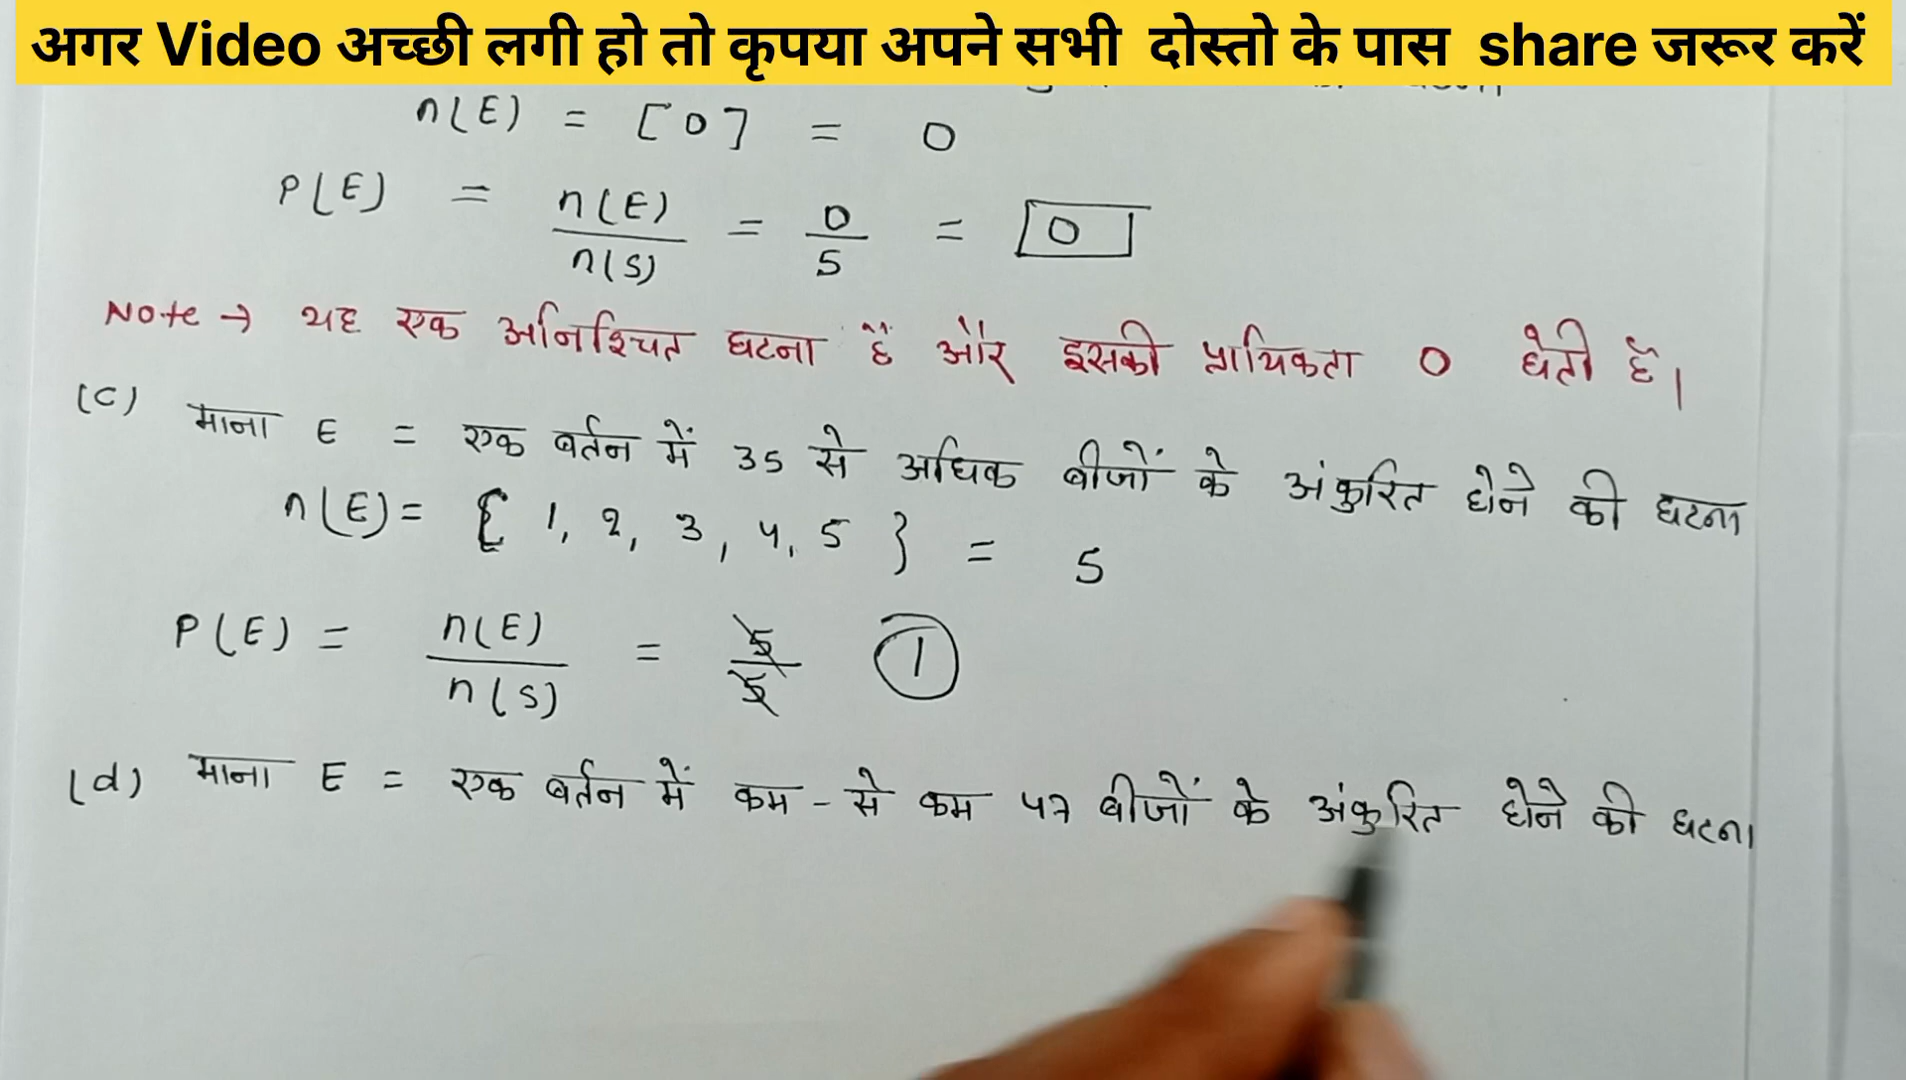 अगर Video अच्छी लगी हो तो कृपया अपने सभी दोस्तो के पास share जरूर करें
n(E) = [0] = 0
P(E) = n(E)/n(S) = 0/5 = 0
Note → यह एक अनिश्चित घटना है और इसकी प्रायिकता 0 होती है।
(c) माना E = एक बर्तन में 35 से अधिक बीजों के अंकुरित होने की घटना
n(E) = { 1, 2, 3, 4, 5 } = 5
P(E) = n(E)/n(S) = 5/5 1
(d) माना E = एक बर्तन में कम - से कम 47 बीजों के अंकुरित होने की घटना